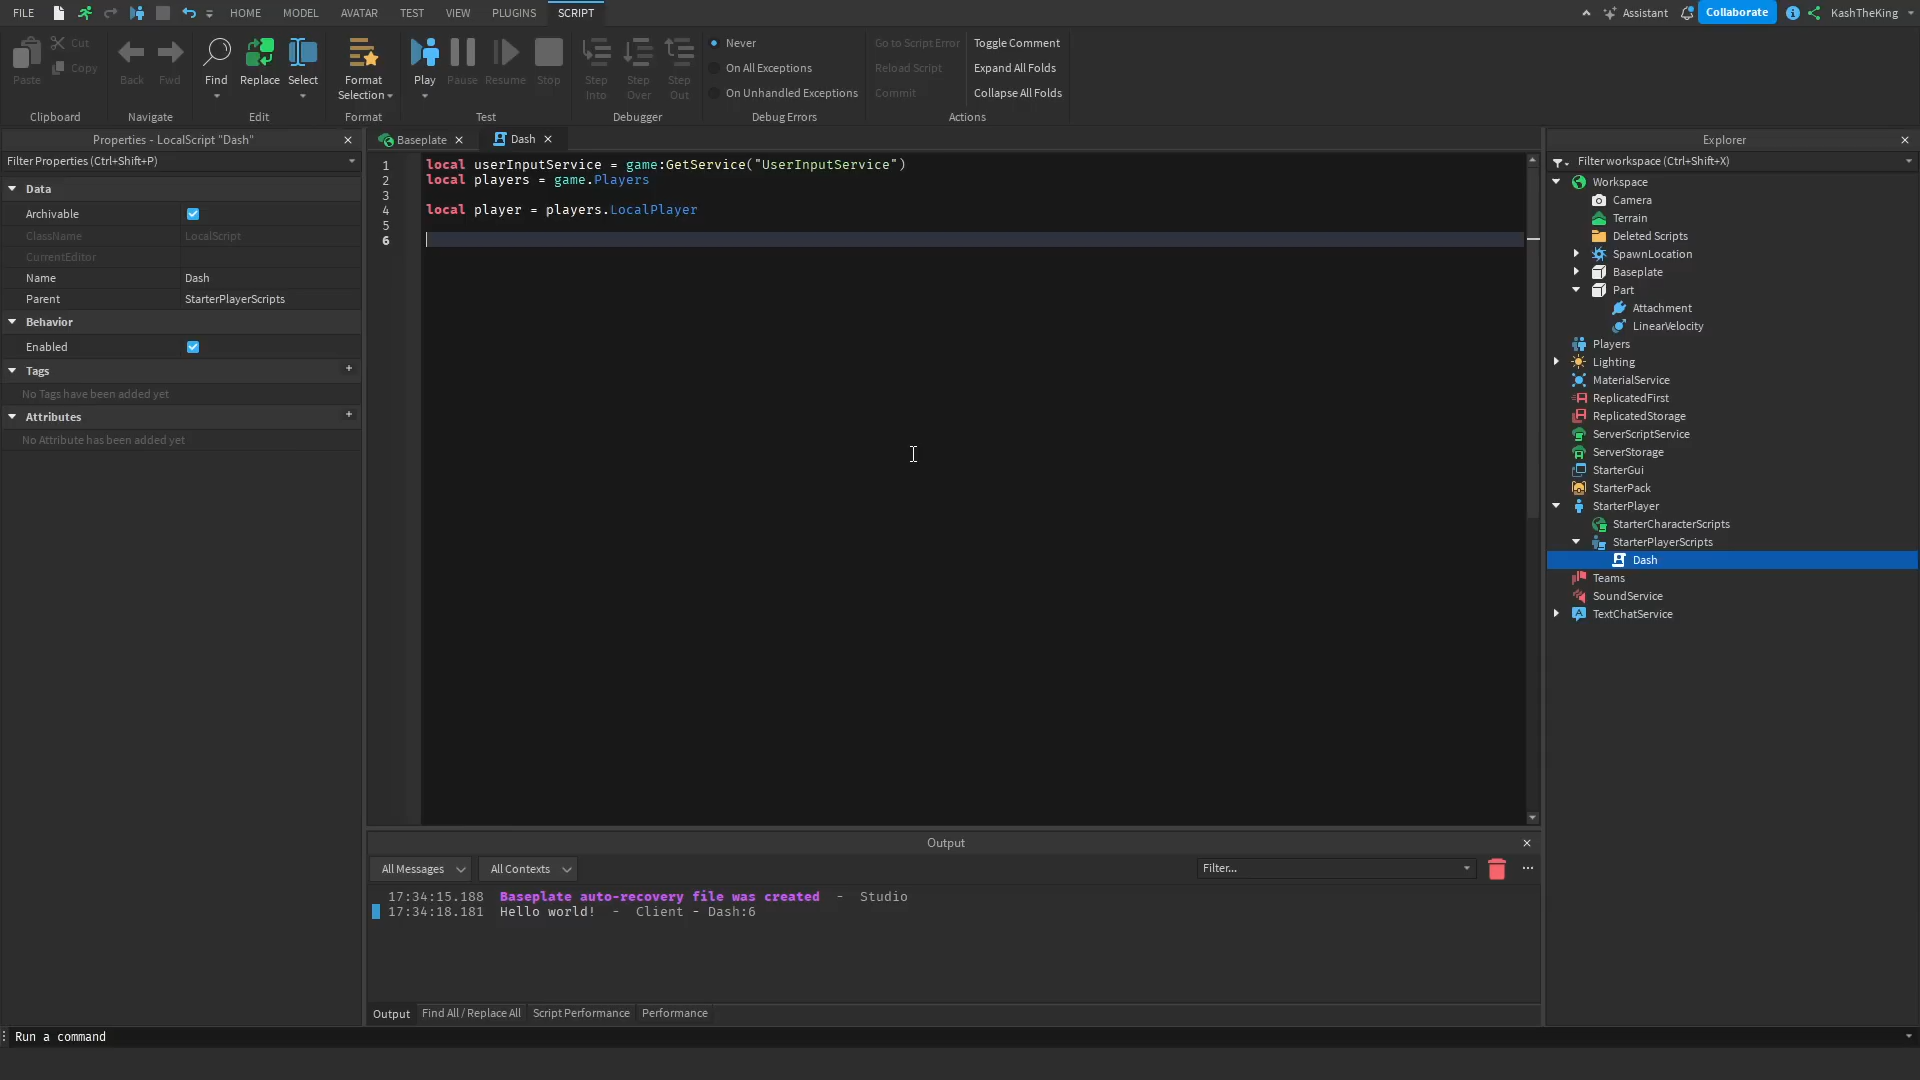 FILE HOME MODEL AVATAR TEST VIEW PLUGINS SCRIPT Assistant Collaborate KashTheKing
Paste Cut Copy Back Fwd Find Replace Select Format Selection Play Pause Resume Stop Step Into Step Over Step Out
Never
On All Exceptions
On Unhandled Exceptions
Go to Script Error
Reload Script
Commit
Toggle Comment
Expand All Folds
Collapse All Folds
Clipboard Navigate Edit Format Test Debugger Debug Errors Actions
Properties - LocalScript "Dash"
Filter Properties (Ctrl+Shift+P)
Data
Archivable
ClassName LocalScript
CurrentEditor
Name Dash
Parent StarterPlayerScripts
Behavior
Enabled
Tags
No Tags have been added yet
Attributes
No Attribute has been added yet
Baseplate Dash
1 local userInputService = game:GetService("UserInputService")
2 local players = game.Players
3
4 local player = players.LocalPlayer
5
6
Output
All Messages All Contexts Filter...
17:34:15.188 Baseplate auto-recovery file was created - Studio
17:34:18.181 Hello world! - Client - Dash:6
Output Find All / Replace All Script Performance Performance
Run a command
Explorer
Filter workspace (Ctrl+Shift+X)
Workspace
Camera
Terrain
Deleted Scripts
SpawnLocation
Baseplate
Part
Attachment
LinearVelocity
Players
Lighting
MaterialService
ReplicatedFirst
ReplicatedStorage
ServerScriptService
ServerStorage
StarterGui
StarterPack
StarterPlayer
StarterCharacterScripts
StarterPlayerScripts
Dash
Teams
SoundService
TextChatService